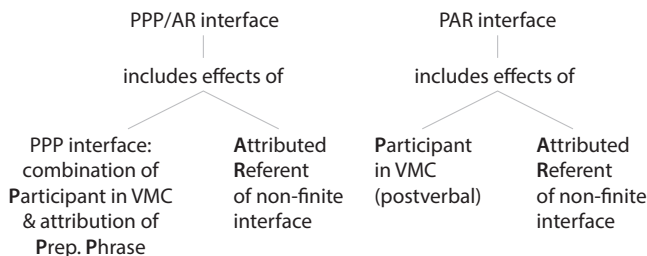 PPP/AR interface
includes effects of
PPP interface:
combination of
Participant in VMC
& attribution of
Prep. Phrase
Attributed
Referent
of non-finite
interface
PAR interface
includes effects of
Participant
in VMC
(postverbal)
Attributed
Referent
of non-finite
interface